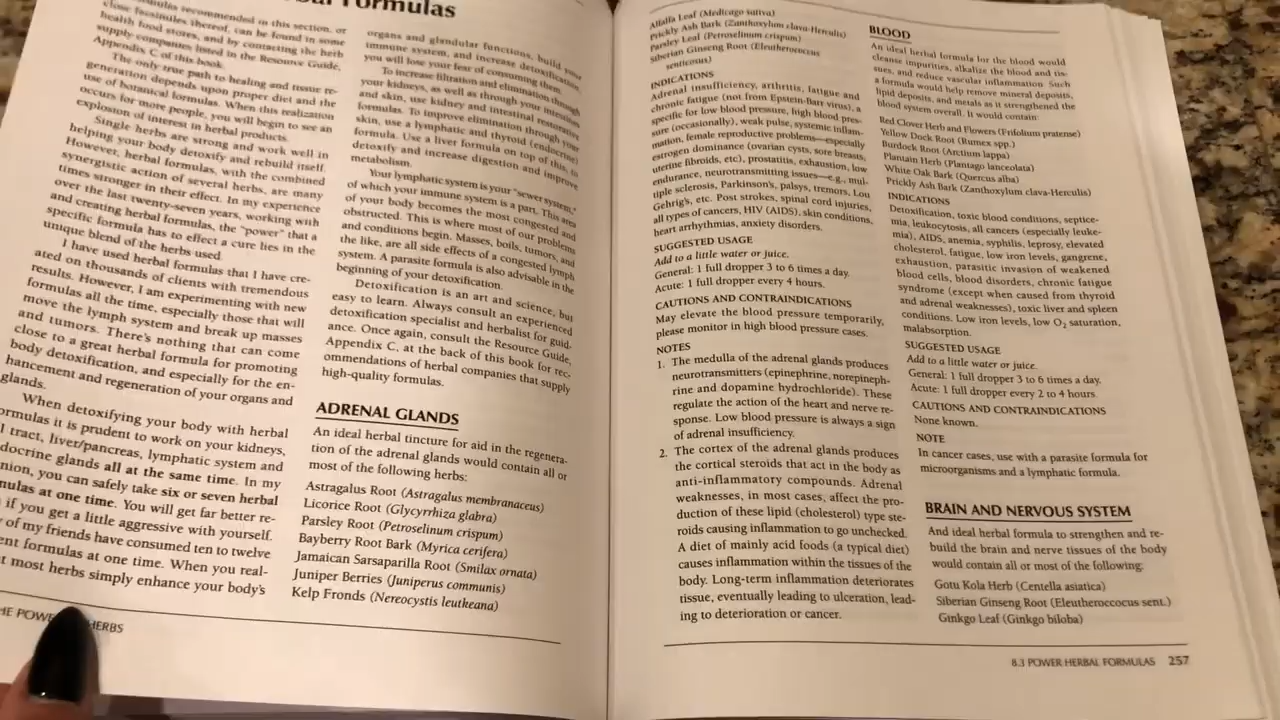 Formulas
recommended in this section, or
close facsimiles thereof, can be found in some
health food stores, and by contacting the herb
supply companies listed in the Resource Guide,
Appendix C of this book.
The only true path to healing and tissue re-
generation depends upon proper diet and the
use of botanical formulas. When this realization
occurs for more people, you will begin to see an
explosion of interest in herbal products.
Single herbs are strong and work well in
helping your body detoxify and rebuild itself.
However, herbal formulas, with the combined
synergistic action of several herbs, are many
times stronger in their effect. In my experience
over the last twenty-seven years, working with
and creating herbal formulas, the "power" that a
specific formula has to effect a cure lies in the
unique blend of the herbs used.
I have used herbal formulas that I have cre-
ated on thousands of clients with tremendous
results. However, I am experimenting with new
formulas all the time, especially those that will
move the lymph system and break up masses
and tumors. There's nothing that can come
close to a great herbal formula for promoting
body detoxification, and especially for the en-
hancement and regeneration of your organs and
glands.
When detoxifying your body with herbal
ormulas it is prudent to work on your kidneys,
l tract, liver/pancreas, lymphatic system and
docrine glands all at the same time. In my
nion, you can safely take six or seven herbal
mulas at one time. You will get far better re-
if you get a little aggressive with yourself.
of my friends have consumed ten to twelve
ent formulas at one time. When you real-
t most herbs simply enhance your body's
organs and glandular functions, build your
immune system, and increase detoxification,
you will lose your fear of consuming them.
To increase filtration and elimination through
your kidneys, as well as through your intestines
and skin, use kidney and intestinal restorative
formulas. To improve elimination through your
skin, use a lymphatic and thyroid (endocrine)
formula. Use a liver formula on top of this, to
detoxify and increase digestion and improve
metabolism.
Your lymphatic system is your "sewer system,"
of which your immune system is a part. This area
of your body becomes the most congested and
obstructed. This is where most of our problems
and conditions begin. Masses, boils, tumors, and
the like, are all side effects of a congested lymph
system. A parasite formula is also advisable in the
beginning of your detoxification.
Detoxification is an art and science, but
easy to learn. Always consult an experienced
detoxification specialist and herbalist for guid-
ance. Once again, consult the Resource Guide,
Appendix C, at the back of this book for rec-
ommendations of herbal companies that supply
high-quality formulas.
ADRENAL GLANDS
An ideal herbal tincture for aid in the regenera-
tion of the adrenal glands would contain all or
most of the following herbs:
Astragalus Root (Astragalus membranaceus)
Licorice Root (Glycyrrhiza glabra)
Parsley Root (Petroselinum crispum)
Bayberry Root Bark (Myrica cerifera)
Jamaican Sarsaparilla Root (Smilax ornata)
Juniper Berries (Juniperus communis)
Kelp Fronds (Nereocystis leutkeana)
HE POWE HERBS
Alfalfa Leaf (Medicago sativa)
Prickly Ash Bark (Zanthoxylum clava-Herculis)
Parsley Leaf (Petroselinum crispum)
Siberian Ginseng Root (Eleutherococcus
senticosus)
INDICATIONS
Adrenal insufficiency, arthritis, fatigue and
chronic fatigue (not from Epstein-Barr virus), a
specific for low blood pressure, high blood pres-
sure (occasionally), weak pulse, systemic inflam-
mation, female reproductive problems—especially
estrogen dominance (ovarian cysts, sore breasts,
uterine fibroids, etc), prostatitis, exhaustion, low
endurance, neurotransmitting issues—e.g., mul-
tiple sclerosis, Parkinson's, palsys, tremors, Lou
Gehrig's, etc. Post strokes, spinal cord injuries,
all types of cancers, HIV (AIDS), skin conditions,
heart arrhythmias, anxiety disorders.
SUGGESTED USAGE
Add to a little water or juice.
General: 1 full dropper 3 to 6 times a day.
Acute: 1 full dropper every 4 hours.
CAUTIONS AND CONTRAINDICATIONS
May elevate the blood pressure temporarily,
please monitor in high blood pressure cases.
NOTES
1. The medulla of the adrenal glands produces
neurotransmitters (epinephrine, norepineph-
rine and dopamine hydrochloride). These
regulate the action of the heart and nerve re-
sponse. Low blood pressure is always a sign
of adrenal insufficiency.
2. The cortex of the adrenal glands produces
the cortical steroids that act in the body as
anti-inflammatory compounds. Adrenal
weaknesses, in most cases, affect the pro-
duction of these lipid (cholesterol) type ste-
roids causing inflammation to go unchecked.
A diet of mainly acid foods (a typical diet)
causes inflammation within the tissues of the
body. Long-term inflammation deteriorates
tissue, eventually leading to ulceration, lead-
ing to deterioration or cancer.
BLOOD
An ideal herbal formula for the blood would
cleanse impurities, alkalize the blood and tis-
sues, and reduce vascular inflammation. Such
a formula would help remove mineral deposits,
lipid deposits, and metals as it strengthened the
blood system overall. It would contain:
Red Clover Herb and Flowers (Frifolium pratense)
Yellow Dock Root (Rumex spp.)
Burdock Root (Arctium lappa)
Plantain Herb (Plantago lanceolata)
White Oak Bark (Quercus alba)
Prickly Ash Bark (Zanthoxylum clava-Herculis)
INDICATIONS
Detoxification, toxic blood conditions, septice-
mia, leukocytosis, all cancers (especially leuke-
mia), AIDS, anemia, syphilis, leprosy, elevated
cholesterol, fatigue, low iron levels, gangrene,
exhaustion, parasitic invasion of weakened
blood cells, blood disorders, chronic fatigue
syndrome (except when caused from thyroid
and adrenal weaknesses), toxic liver and spleen
conditions. Low iron levels, low O2 saturation,
malabsorption.
SUGGESTED USAGE
Add to a little water or juice.
General: 1 full dropper 3 to 6 times a day.
Acute: 1 full dropper every 2 to 4 hours.
CAUTIONS AND CONTRAINDICATIONS
None known.
NOTE
In cancer cases, use with a parasite formula for
microorganisms and a lymphatic formula.
BRAIN AND NERVOUS SYSTEM
And ideal herbal formula to strengthen and re-
build the brain and nerve tissues of the body
would contain all or most of the following:
Gotu Kola Herb (Centella asiatica)
Siberian Ginseng Root (Eleutheroccocus sent.)
Ginkgo Leaf (Ginkgo biloba)
8.3 POWER HERBAL FORMULAS 257